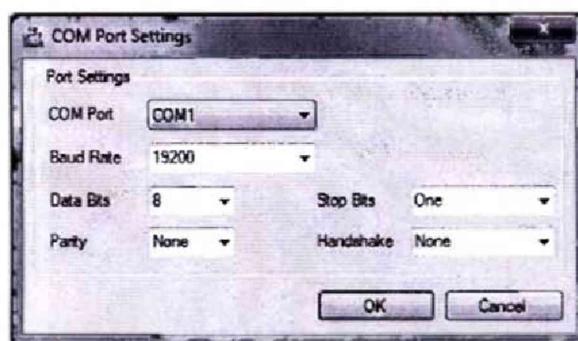 COM Port Settings
Port Settings
COM Port COM1
Baud Rate 19200
Data Bits 8 Stop Bits One
Parity None Handshake None
OK Cancel